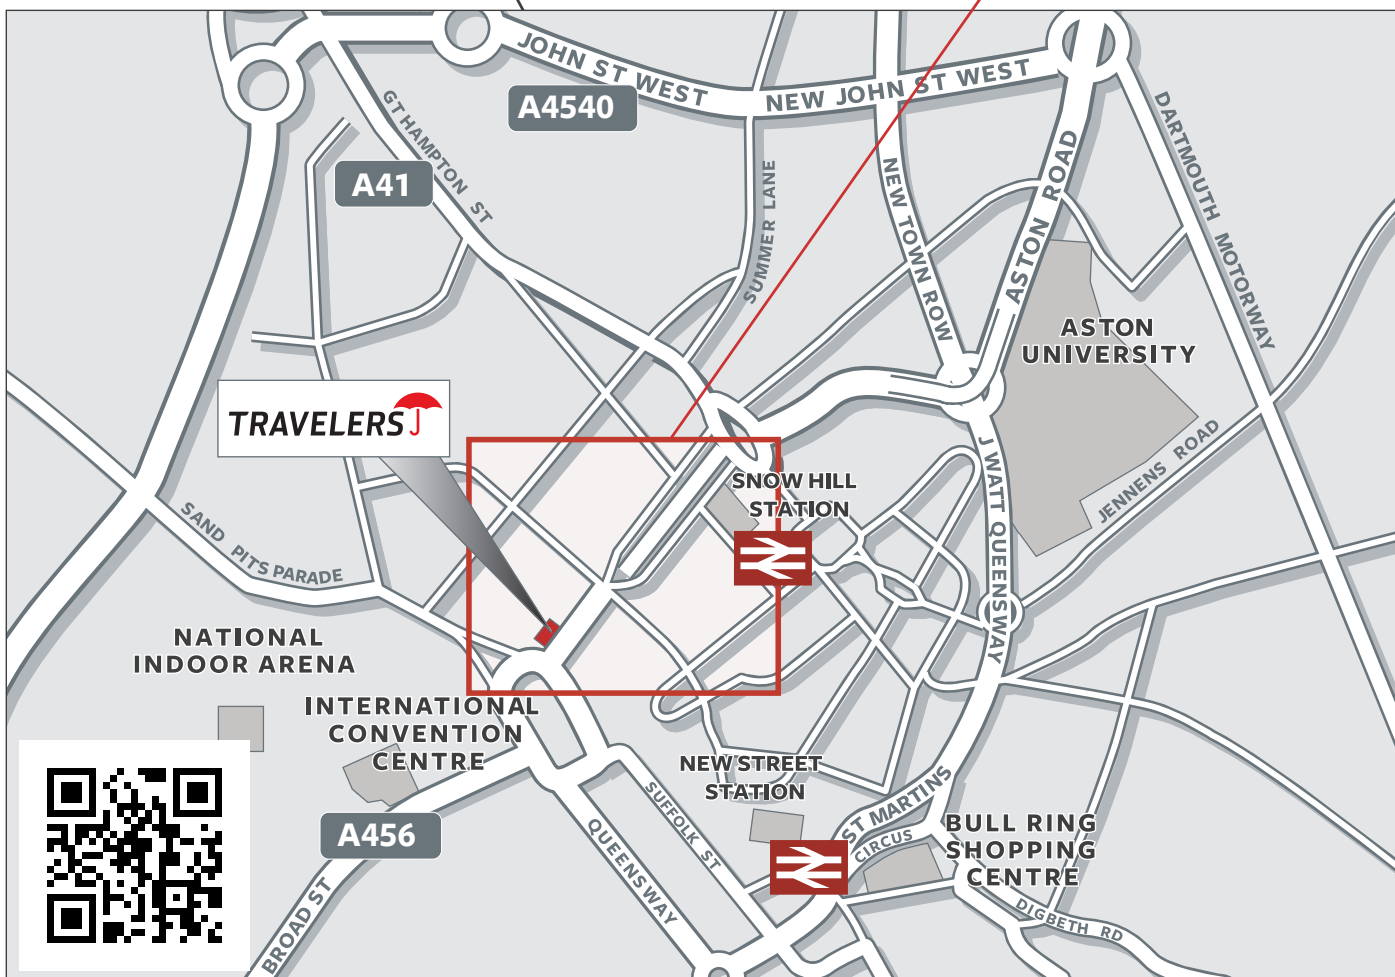 JOHN ST WEST
NEW JOHN ST WEST
A4540
GT HAMPTON ST
A41
SUMMER LANE
NEW TOWN ROW
ASTON ROAD
DARTMOUTH MOTORWAY
ASTON
UNIVERSITY
TRAVELERS
SNOW HILL
STATION
J WATT QUEENSWAY
JENNENS ROAD
SAND PITS PARADE
NATIONAL
INDOOR ARENA
INTERNATIONAL
CONVENTION
CENTRE
NEW STREET
STATION
A456
BROAD ST
QUEENSWAY
SUFFOLK ST
ST MARTINS
CIRCUS
BULL RING
SHOPPING
CENTRE
DIGBETH RD